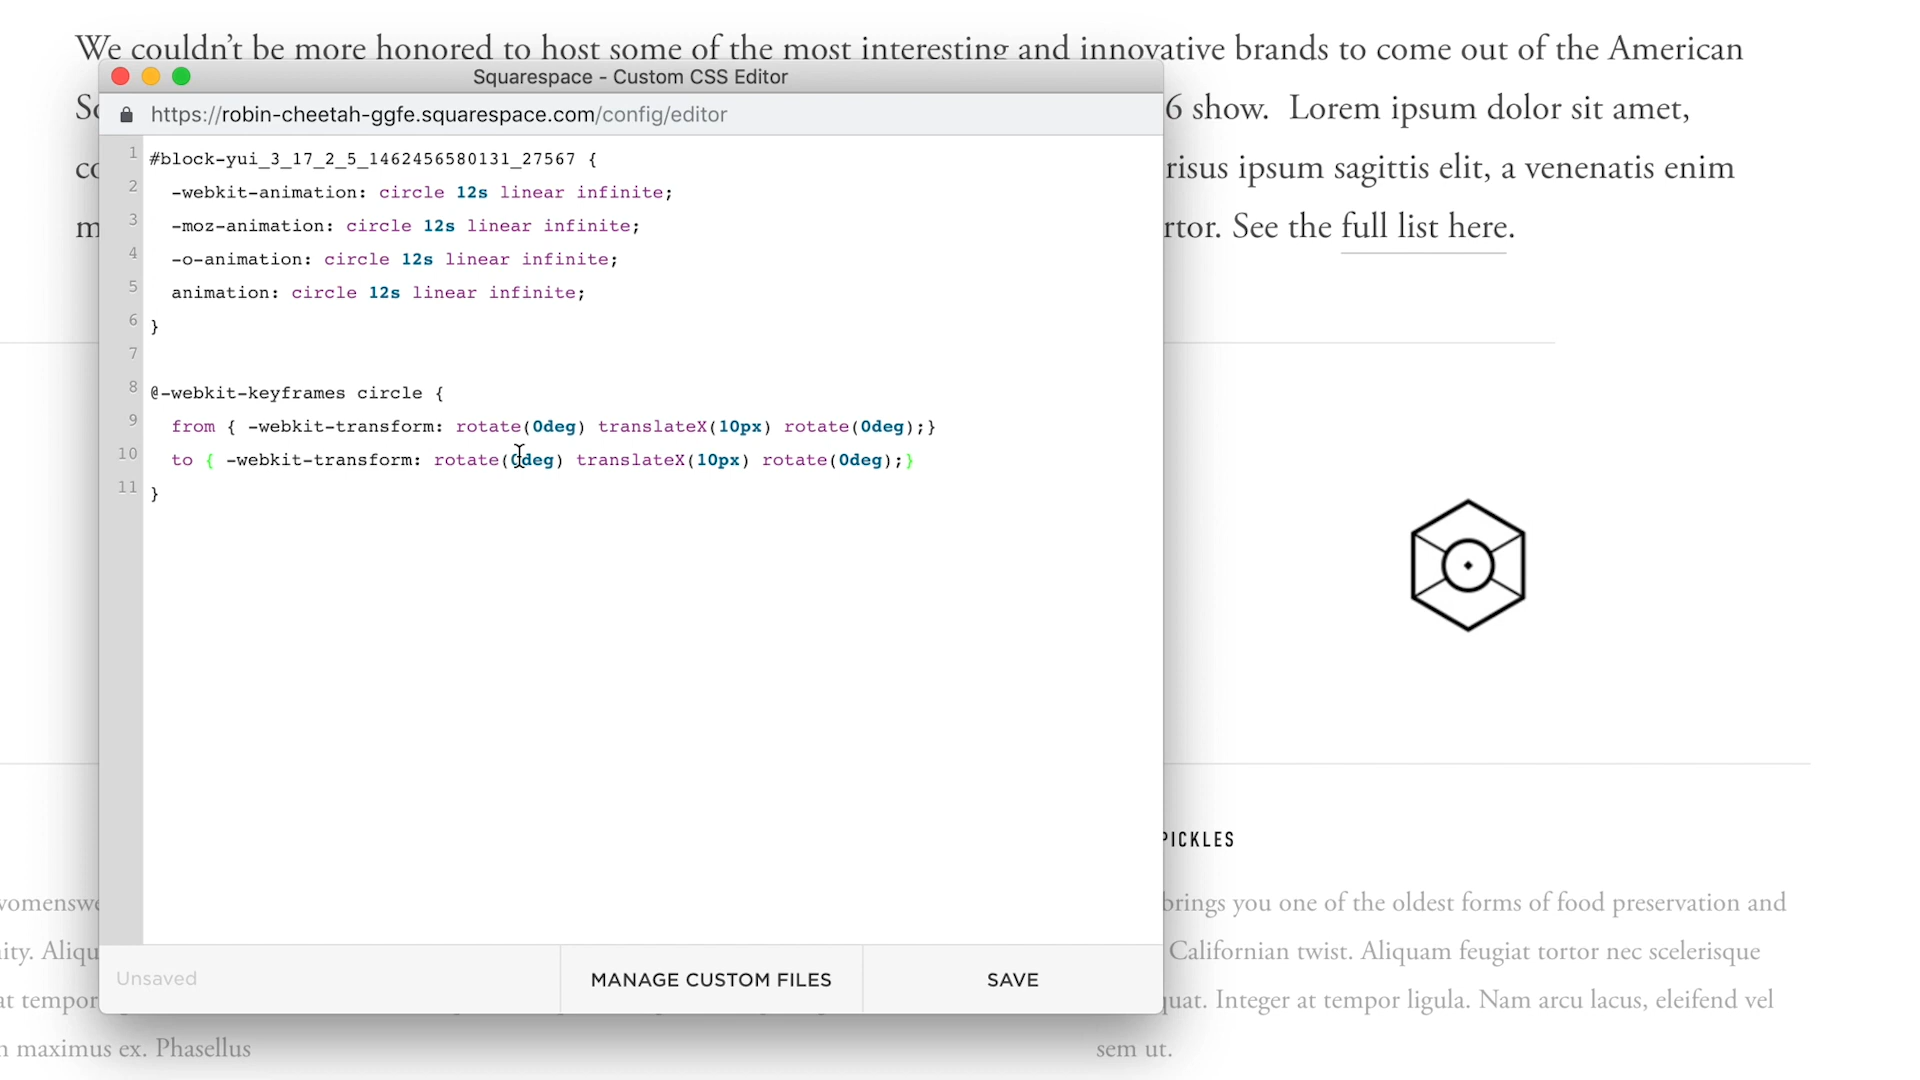 We couldn’t be more honored to host some of the most interesting and innovative brands to come out of the American
Squarespace - Custom CSS Editor
https://robin-cheetah-ggfe.squarespace.com/config/editor
6 show. Lorem ipsum dolor sit amet,
risus ipsum sagittis elit, a venenatis enim
rtor. See the full list here.
1 #block-yui_3_17_2_5_1462456580131_27567 {
2 -webkit-animation: circle 12s linear infinite;
3 -moz-animation: circle 12s linear infinite;
4 -o-animation: circle 12s linear infinite;
5 animation: circle 12s linear infinite;
6 }
7
8 @-webkit-keyframes circle {
9 from { -webkit-transform: rotate(0deg) translateX(10px) rotate(0deg);}
10 to { -webkit-transform: rotate(0deg) translateX(10px) rotate(0deg);}
11 }
PICKLES
womenswe
ity. Aliqu
at tempor
maximus ex. Phasellus
brings you one of the oldest forms of food preservation and
Californian twist. Aliquam feugiat tortor nec scelerisque
quat. Integer at tempor ligula. Nam arcu lacus, eleifend vel
sem ut.
Unsaved
MANAGE CUSTOM FILES
SAVE